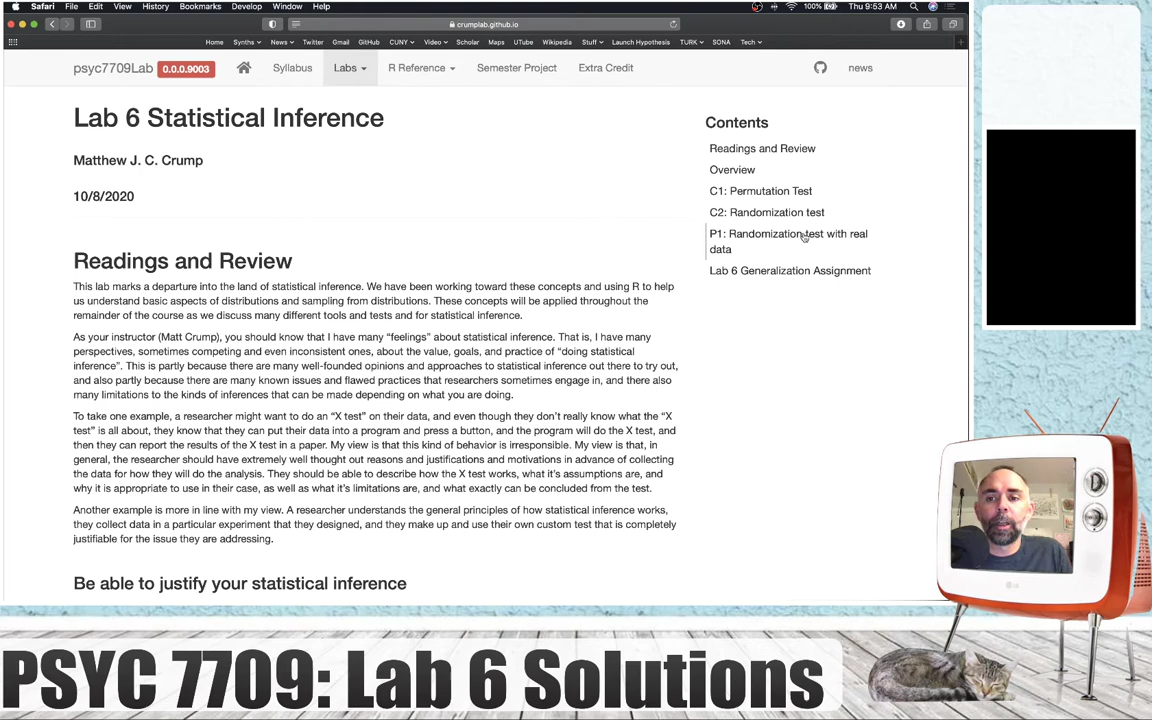 Safari File Edit View History Bookmarks Develop Window Help 100% Thu 9:53 AM
crumplab.github.io
Home Synths News Twitter Gmail GitHub CUNY Video Scholar Maps UTube Wikipedia Stuff Launch Hypothesis TURK SONA Tech
psyc7709Lab 0.0.0.9003 Syllabus Labs R Reference Semester Project Extra Credit news
Lab 6 Statistical Inference
Matthew J. C. Crump
10/8/2020
Readings and Review
This lab marks a departure into the land of statistical inference. We have been working toward these concepts and using R to help
us understand basic aspects of distributions and sampling from distributions. These concepts will be applied throughout the
remainder of the course as we discuss many different tools and tests and for statistical inference.
As your instructor (Matt Crump), you should know that I have many “feelings” about statistical inference. That is, I have many
perspectives, sometimes competing and even inconsistent ones, about the value, goals, and practice of “doing statistical
inference”. This is partly because there are many well-founded opinions and approaches to statistical inference out there to try out,
and also partly because there are many known issues and flawed practices that researchers sometimes engage in, and there also
many limitations to the kinds of inferences that can be made depending on what you are doing.
To take one example, a researcher might want to do an “X test” on their data, and even though they don’t really know what the “X
test” is all about, they know that they can put their data into a program and press a button, and the program will do the X test, and
then they can report the results of the X test in a paper. My view is that this kind of behavior is irresponsible. My view is that, in
general, the researcher should have extremely well thought out reasons and justifications and motivations in advance of collecting
the data for how they will do the analysis. They should be able to describe how the X test works, what it’s assumptions are, and
why it is appropriate to use in their case, as well as what it’s limitations are, and what exactly can be concluded from the test.
Another example is more in line with my view. A researcher understands the general principles of how statistical inference works,
they collect data in a particular experiment that they designed, and they make up and use their own custom test that is completely
justifiable for the issue they are addressing.
Be able to justify your statistical inference
Contents
Readings and Review
Overview
C1: Permutation Test
C2: Randomization test
P1: Randomization test with real
data
Lab 6 Generalization Assignment
LG
PSYC 7709: Lab 6 Solutions